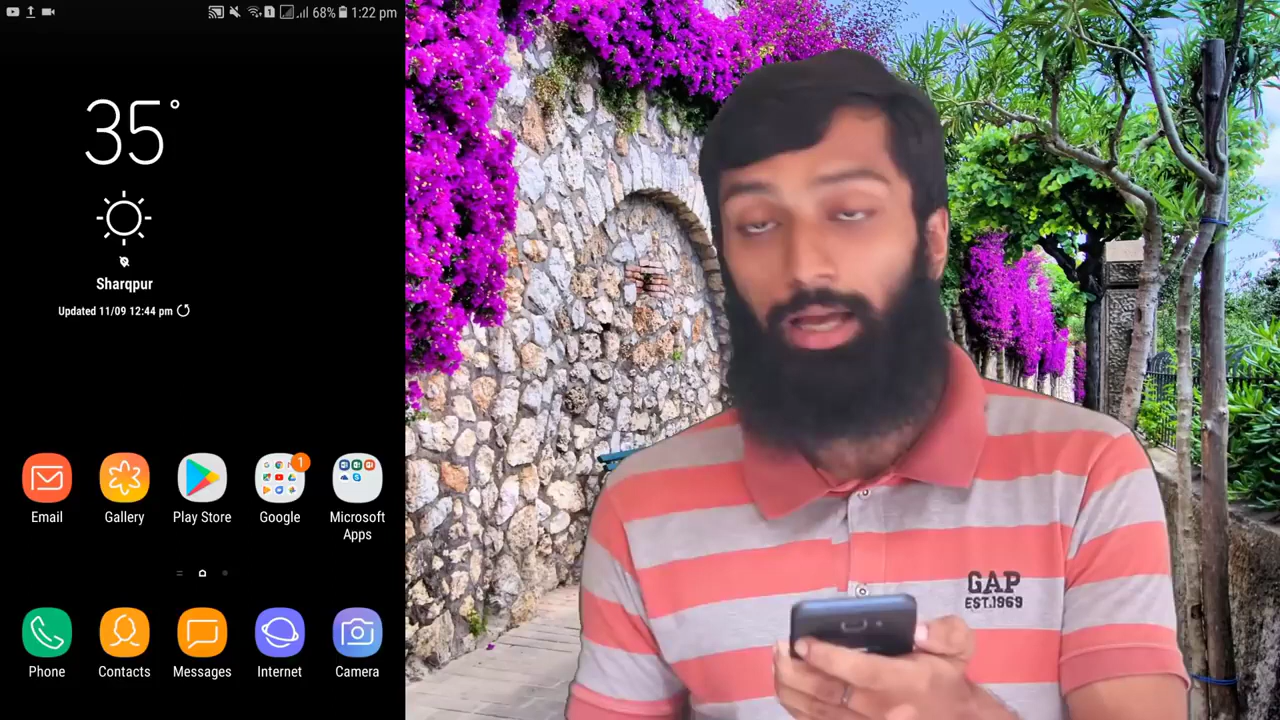 68% 1:22 pm
35°
Sharqpur
Updated 11/09 12:44 pm
1
Email
Gallery
Play Store
Google
Microsoft
Apps
Phone
Contacts
Messages
Internet
Camera
GAP
EST.1969